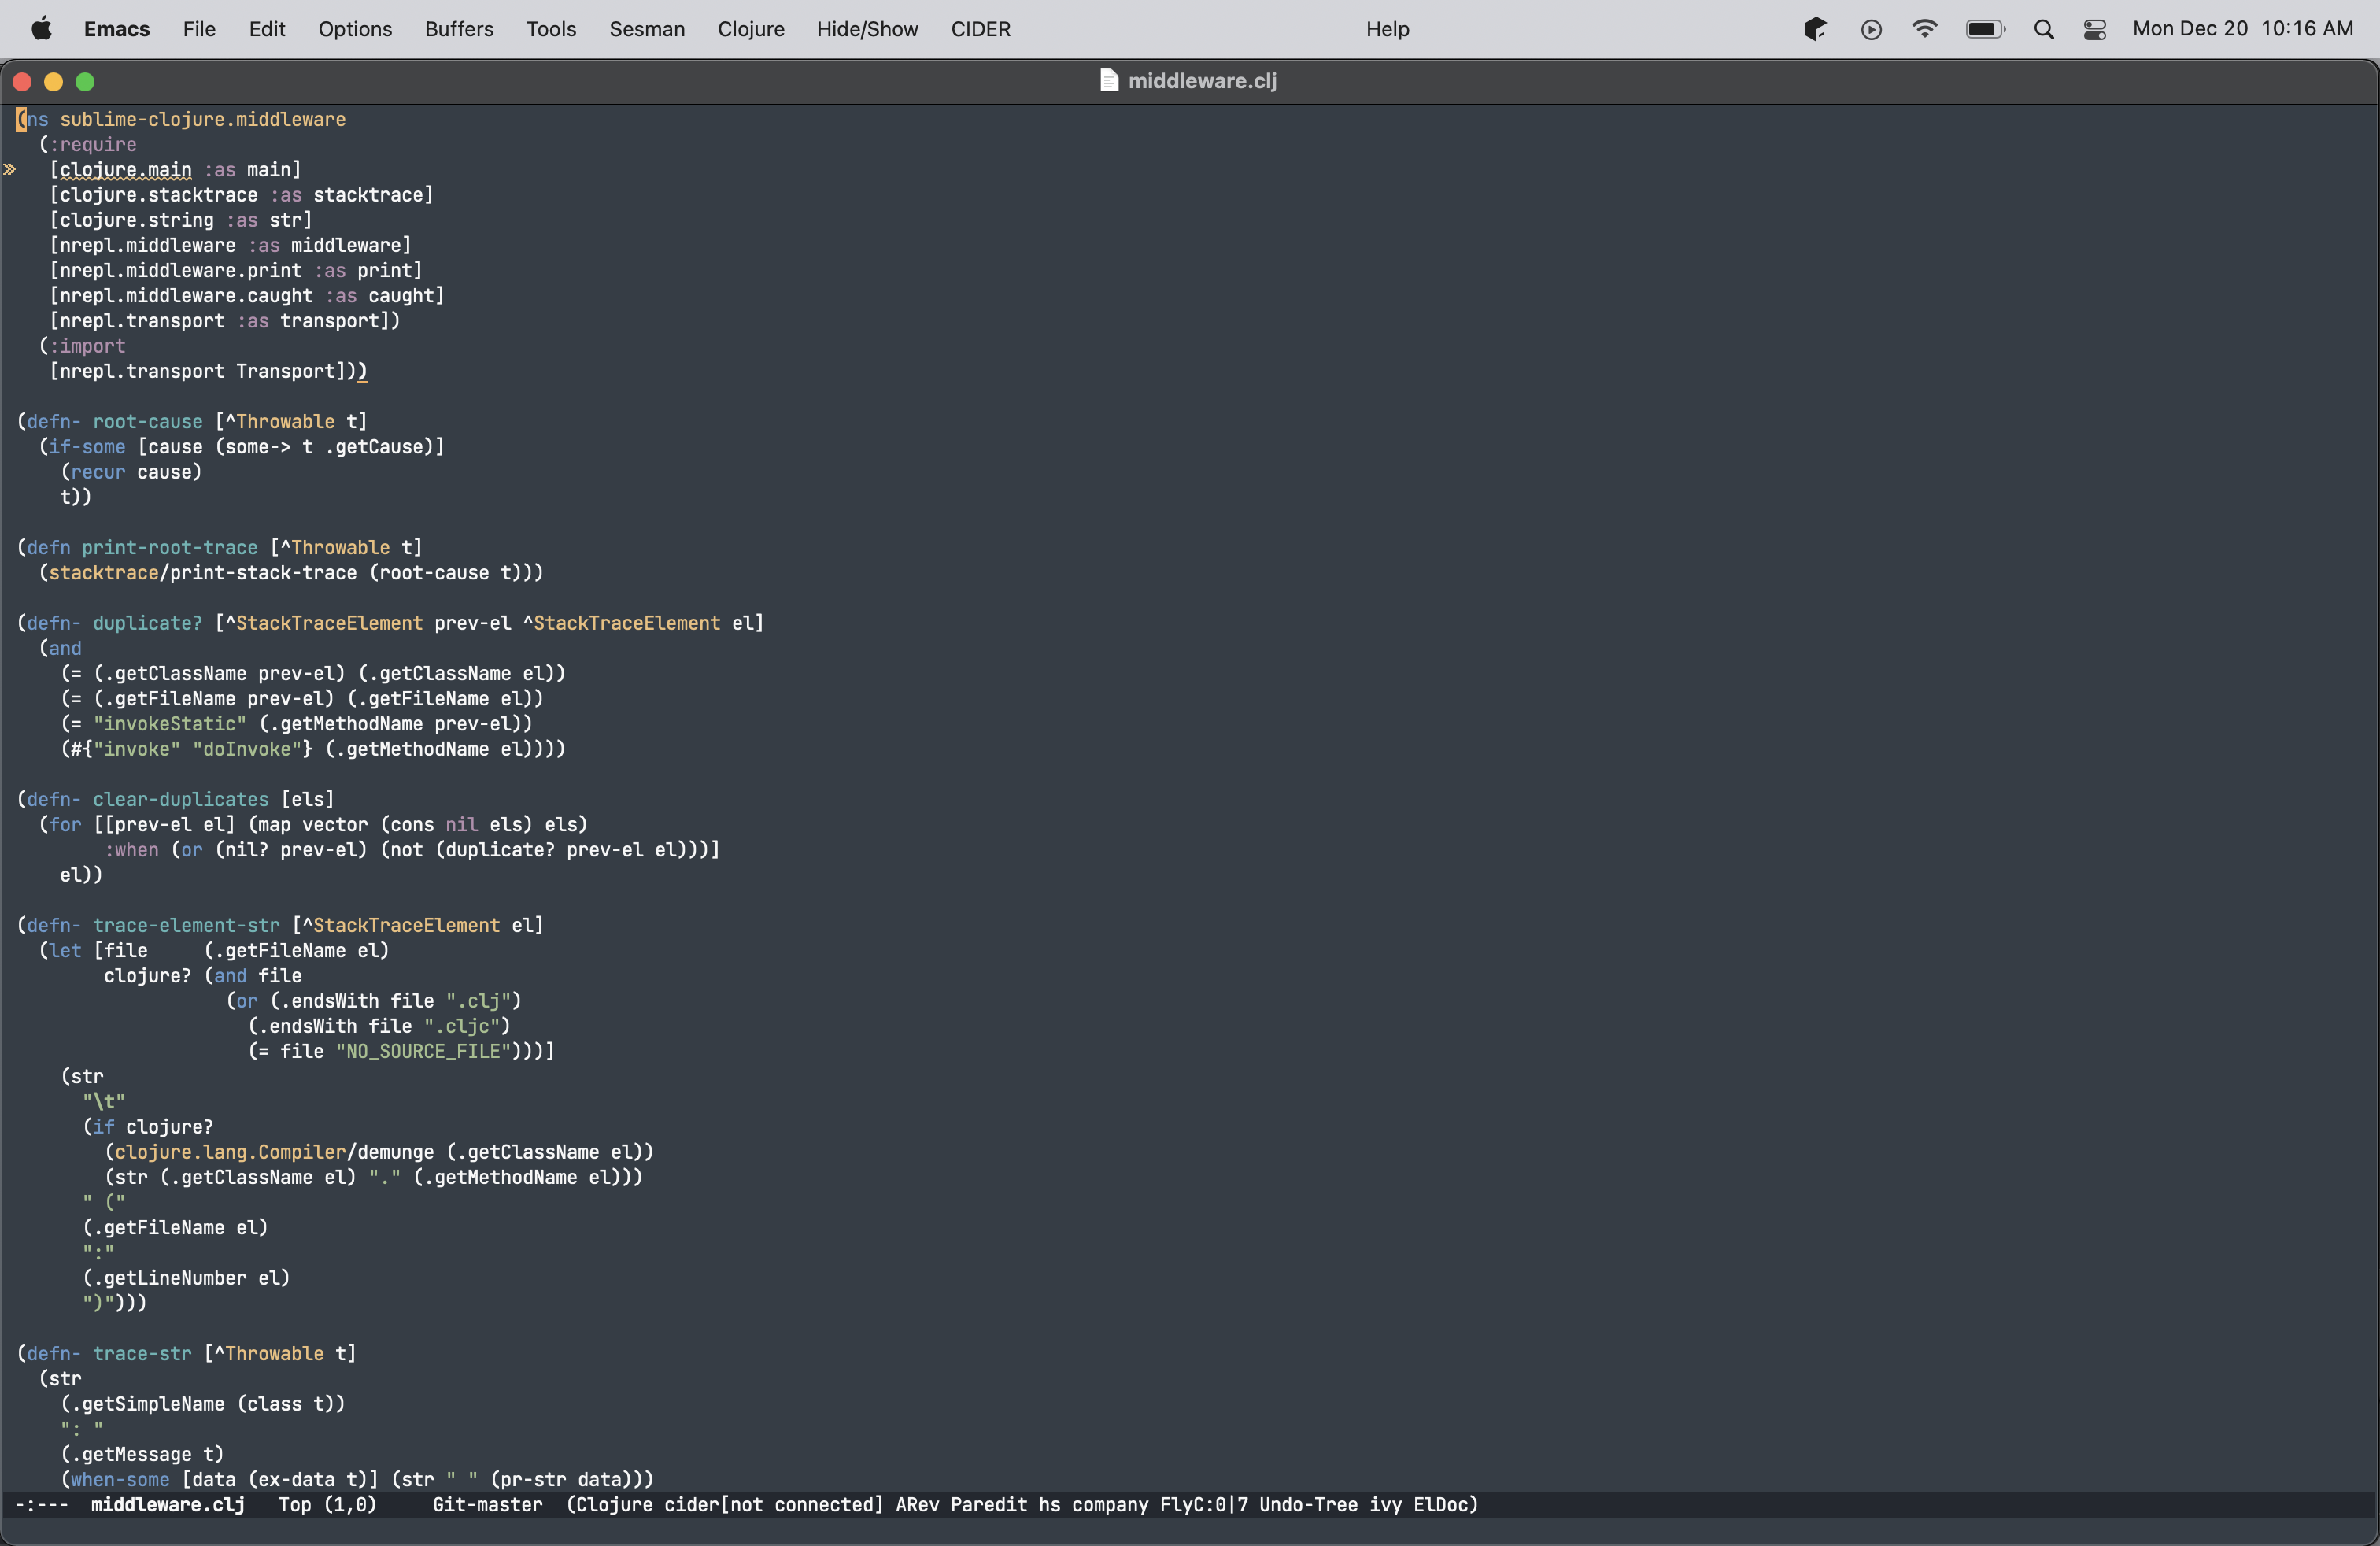 Emacs File Edit Options Buffers Tools Sesman Clojure Hide/Show CIDER Help Mon Dec 20 10:16 AM
middleware.clj
(ns sublime-clojure.middleware
  (:require
   [clojure.main :as main]
   [clojure.stacktrace :as stacktrace]
   [clojure.string :as str]
   [nrepl.middleware :as middleware]
   [nrepl.middleware.print :as print]
   [nrepl.middleware.caught :as caught]
   [nrepl.transport :as transport])
  (:import
   [nrepl.transport Transport]))
(defn- root-cause [^Throwable t]
  (if-some [cause (some-> t .getCause)]
    (recur cause)
    t))
(defn print-root-trace [^Throwable t]
  (stacktrace/print-stack-trace (root-cause t)))
(defn- duplicate? [^StackTraceElement prev-el ^StackTraceElement el]
  (and
    (= (.getClassName prev-el) (.getClassName el))
    (= (.getFileName prev-el) (.getFileName el))
    (= "invokeStatic" (.getMethodName prev-el))
    (#{"invoke" "doInvoke"} (.getMethodName el))))
(defn- clear-duplicates [els]
  (for [[prev-el el] (map vector (cons nil els) els)
        :when (or (nil? prev-el) (not (duplicate? prev-el el)))]
    el))
(defn- trace-element-str [^StackTraceElement el]
  (let [file     (.getFileName el)
        clojure? (and file
                   (or (.endsWith file ".clj")
                     (.endsWith file ".cljc")
                     (= file "NO_SOURCE_FILE")))]
    (str
      "\t"
      (if clojure?
        (clojure.lang.Compiler/demunge (.getClassName el))
        (str (.getClassName el) "." (.getMethodName el)))
      " ("
      (.getFileName el)
      ":"
      (.getLineNumber el)
      ")")))
(defn- trace-str [^Throwable t]
  (str
    (.getSimpleName (class t))
    ": "
    (.getMessage t)
    (when-some [data (ex-data t)] (str " " (pr-str data)))
-:---  middleware.clj   Top (1,0)     Git-master  (Clojure cider[not connected] ARev Paredit hs company FlyC:0|7 Undo-Tree ivy ElDoc)